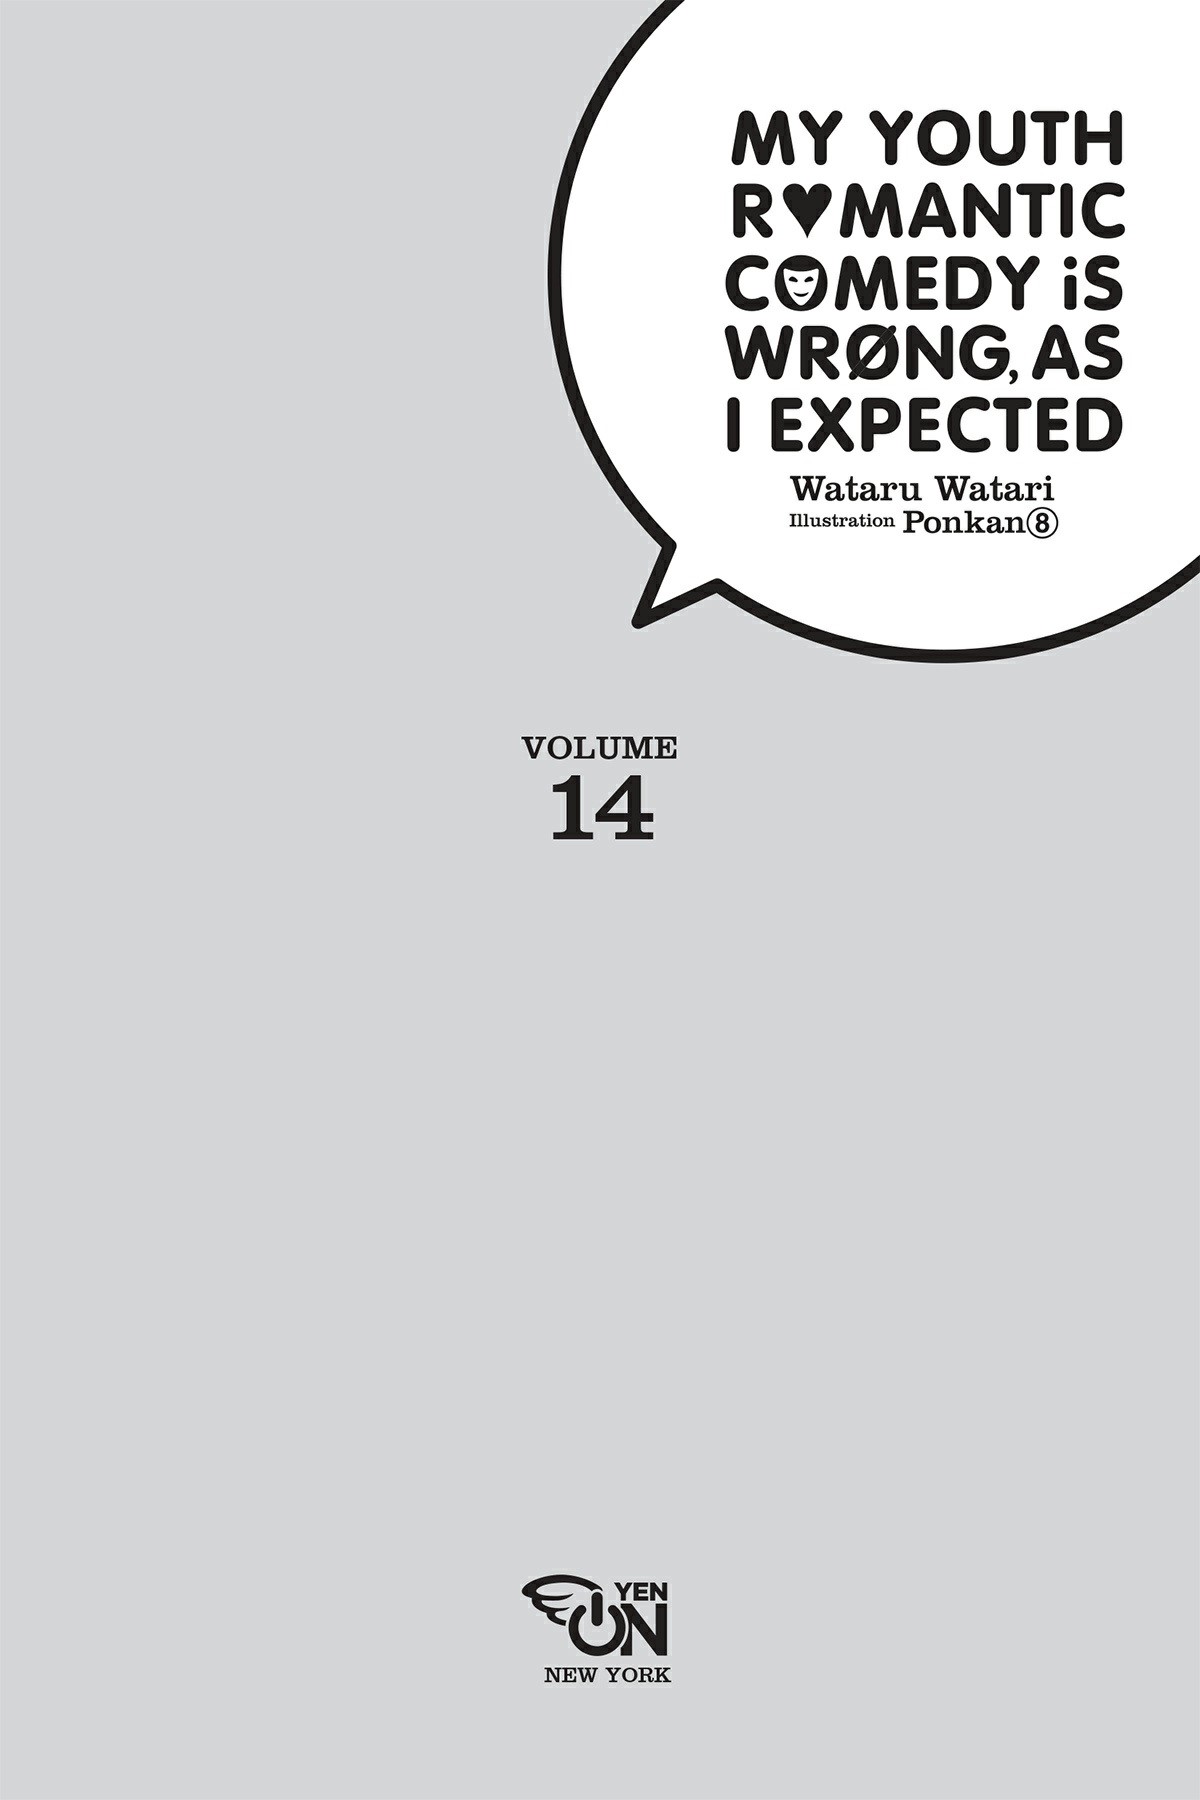 MY YOUTH
R♥MANTIC
COMEDY iS
WRØNG, AS
I EXPECTED
Wataru Watari
Illustration Ponkan⑧
VOLUME
14
YEN
ON
NEW YORK